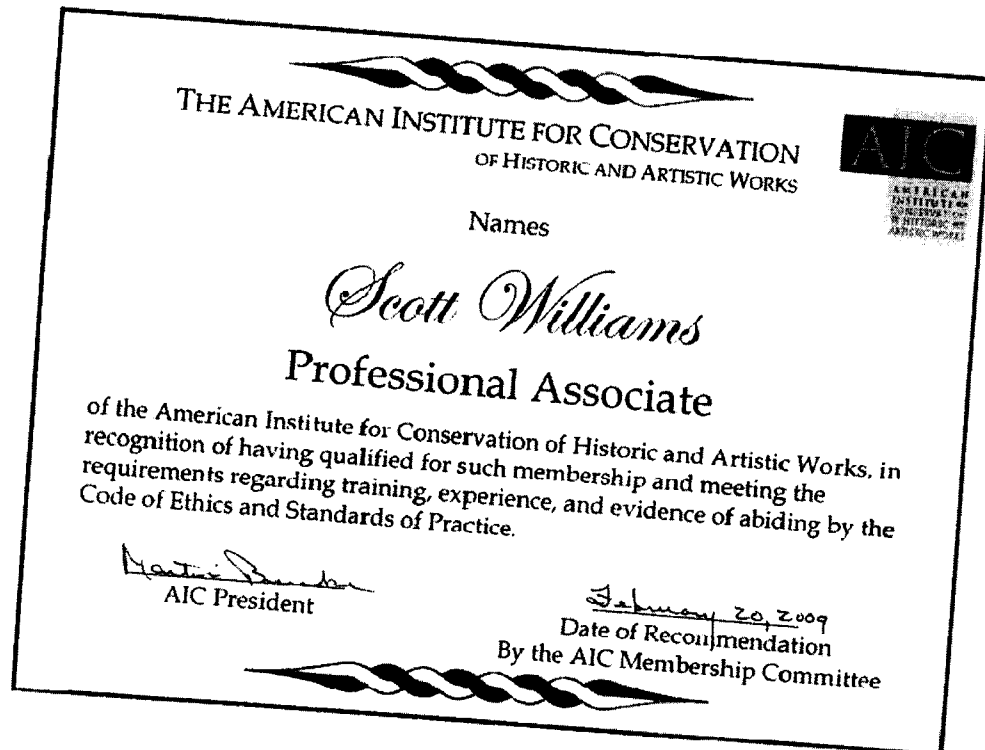 THE AMERICAN INSTITUTE FOR CONSERVATION
OF HISTORIC AND ARTISTIC WORKS
AIC
AMERICAN
INSTITUTE
Names
Scott Williams
Professional Associate
of the American Institute for Conservation of Historic and Artistic Works, in
recognition of having qualified for such membership and meeting the
requirements regarding training, experience, and evidence of abiding by the
Code of Ethics and Standards of Practice.
AIC President
February 20, 2009
Date of Recommendation
By the AIC Membership Committee